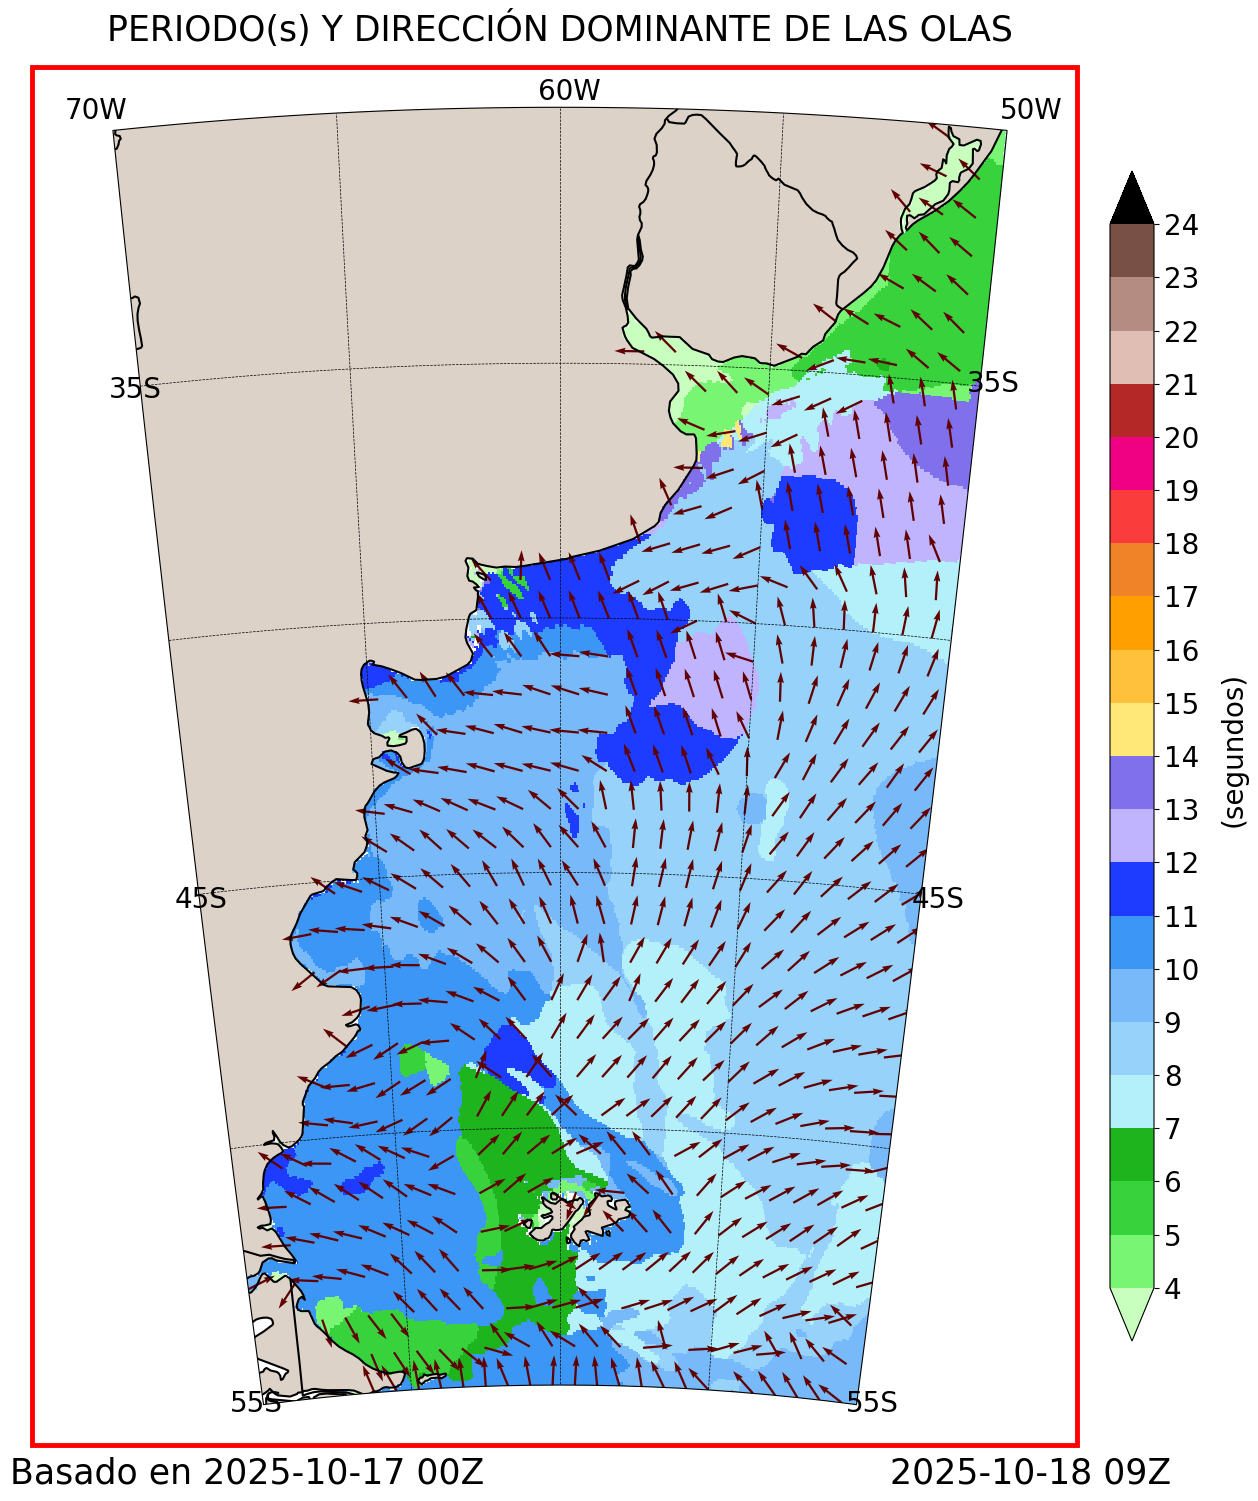 PERIODO(s) Y DIRECCIÓN DOMINANTE DE LAS OLAS
70W
60W
50W
35S
35S
45S
45S
55S
55S
24
23
22
21
20
19
18
17
16
15
14
13
12
11
10
9
8
7
6
5
4
(segundos)
Basado en 2025-10-17 00Z
2025-10-18 09Z